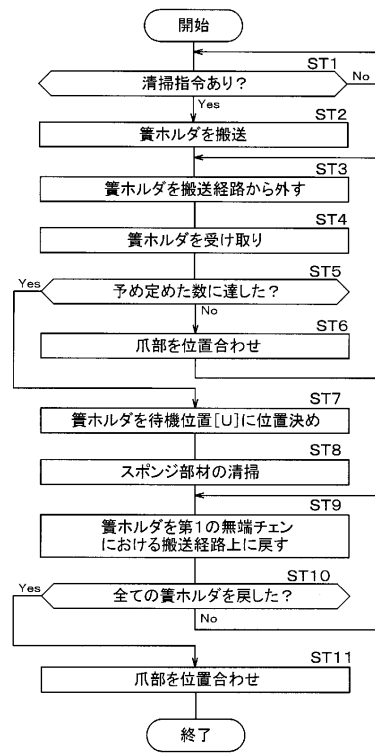 開始
ST1
清掃指令あり?
No
Yes
ST2
簀ホルダを搬送
ST3
簀ホルダを搬送経路から外す
ST4
簀ホルダを受け取り
ST5
Yes
予め定めた数に達した?
No
ST6
爪部を位置合わせ
ST7
簀ホルダを待機位置[U]に位置決め
ST8
スポンジ部材の清掃
ST9
簀ホルダを第1の無端チェン
における搬送経路上に戻す
ST10
Yes
全ての簀ホルダを戻した?
No
ST11
爪部を位置合わせ
終了